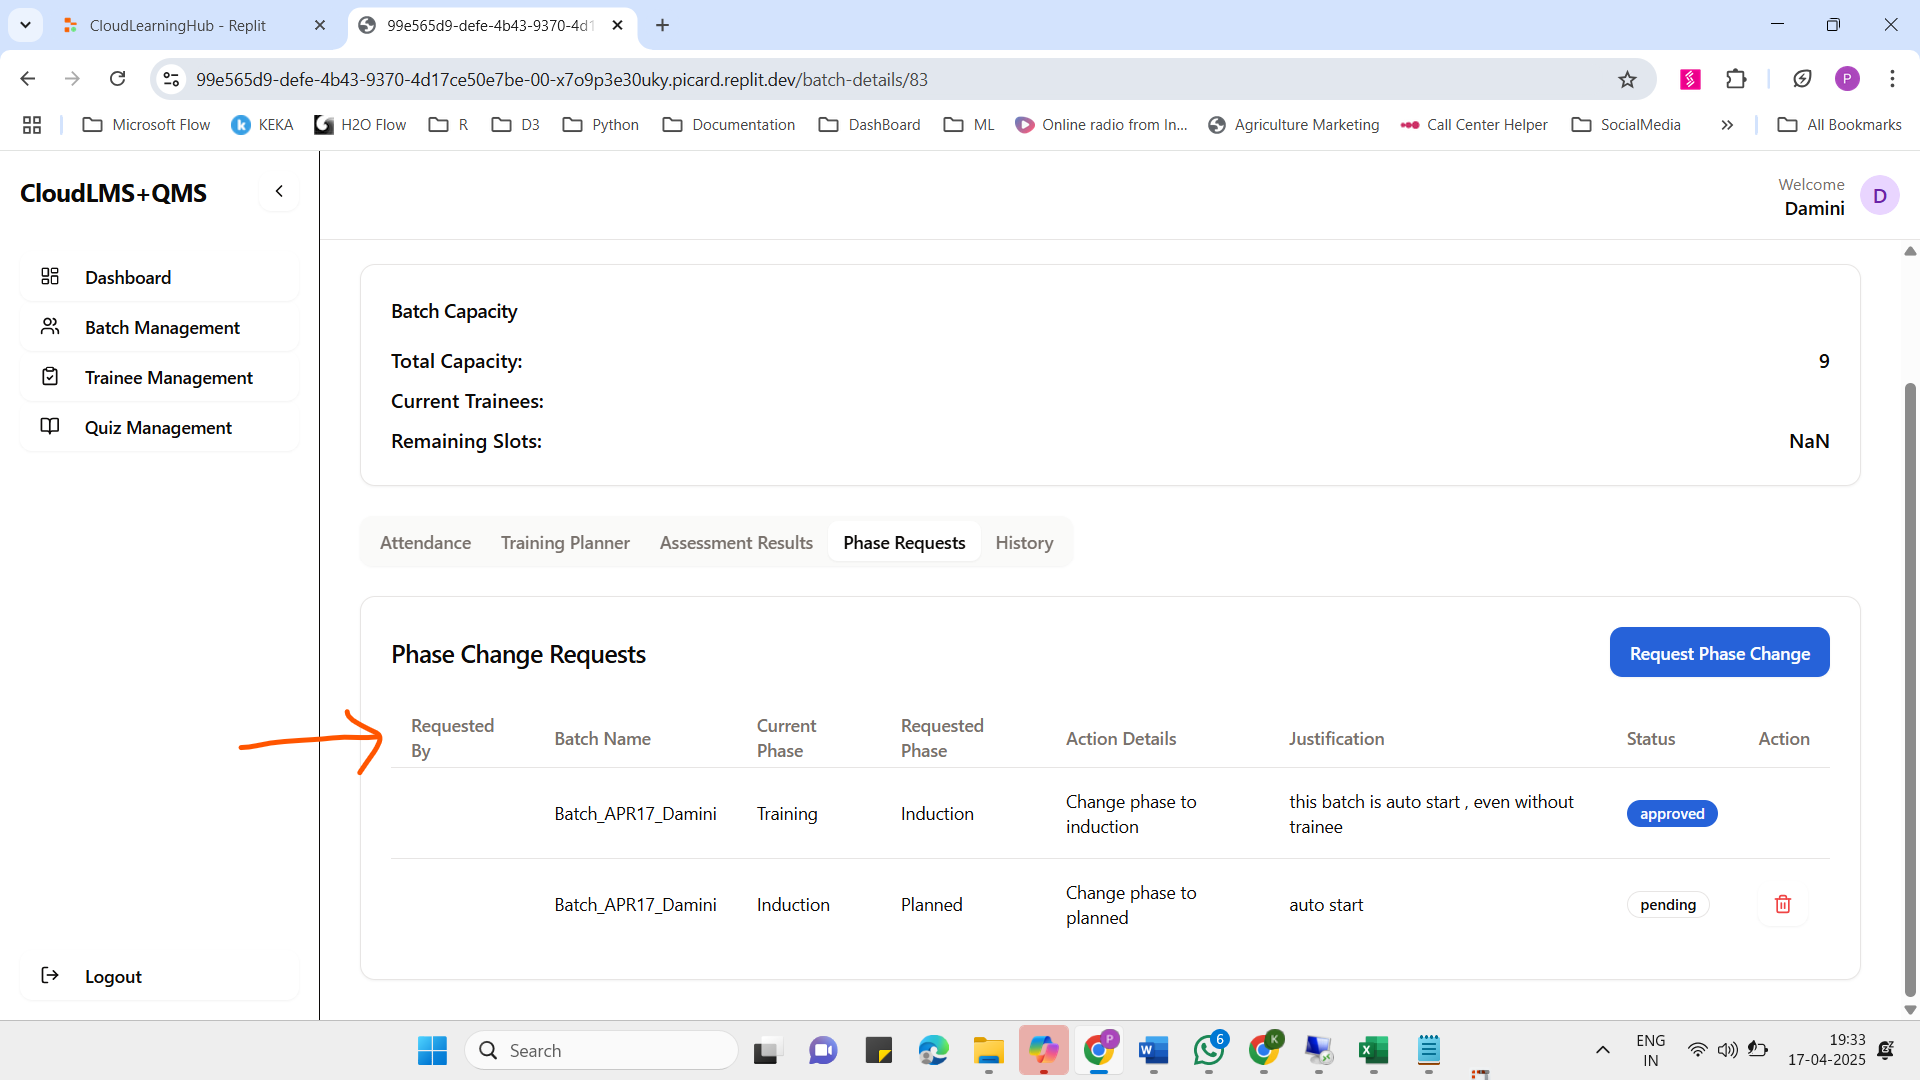 CloudLearningHub - Replit
99e565d9-defe-4b43-9370-4d1
99e565d9-defe-4b43-9370-4d17ce50e7be-00-x7o9p3e30uky.picard.replit.dev/batch-details/83
P
Microsoft Flow
KEKA
H2O Flow
R
D3
Python
Documentation
DashBoard
ML
Online radio from In...
Agriculture Marketing
Call Center Helper
SocialMedia
All Bookmarks
CloudLMS+QMS
Welcome
Damini
D
Dashboard
Batch Management
Trainee Management
Quiz Management
Logout
Batch Capacity
Total Capacity: 9
Current Trainees:
Remaining Slots: NaN
Attendance Training Planner Assessment Results Phase Requests History
Phase Change Requests
Request Phase Change
Requested By Batch Name Current Phase Requested Phase Action Details Justification Status Action
Batch_APR17_Damini Training Induction Change phase to induction this batch is auto start , even without trainee approved
Batch_APR17_Damini Induction Planned Change phase to planned auto start pending
Search
P
6
K
ENG
IN
19:33
17-04-2025